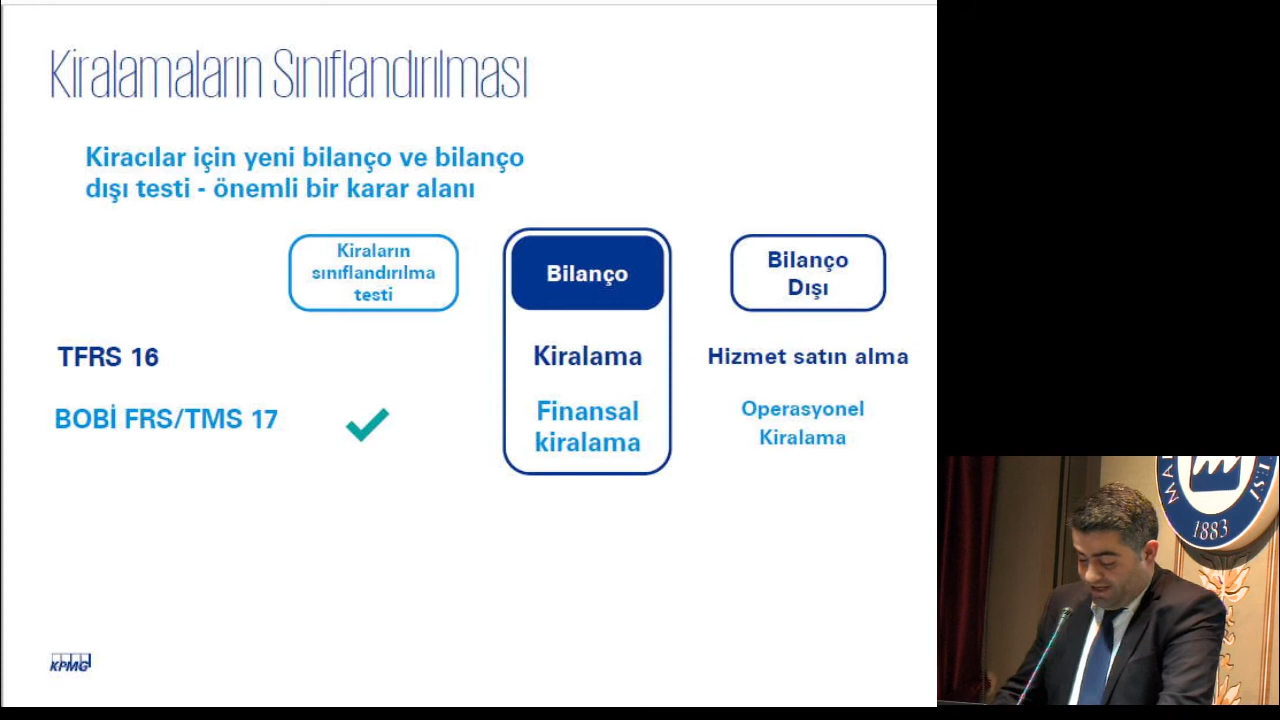 Kiralamaların Sınıflandırılması
Kiracılar için yeni bilanço ve bilanço
dışı testi - önemli bir karar alanı
Kiraların
sınıflandırılma
testi
Bilanço
Bilanço
Dışı
TFRS 16
Kiralama
Hizmet satın alma
BOBİ FRS/TMS 17
Finansal
kiralama
Operasyonel
Kiralama
KPMG
1883